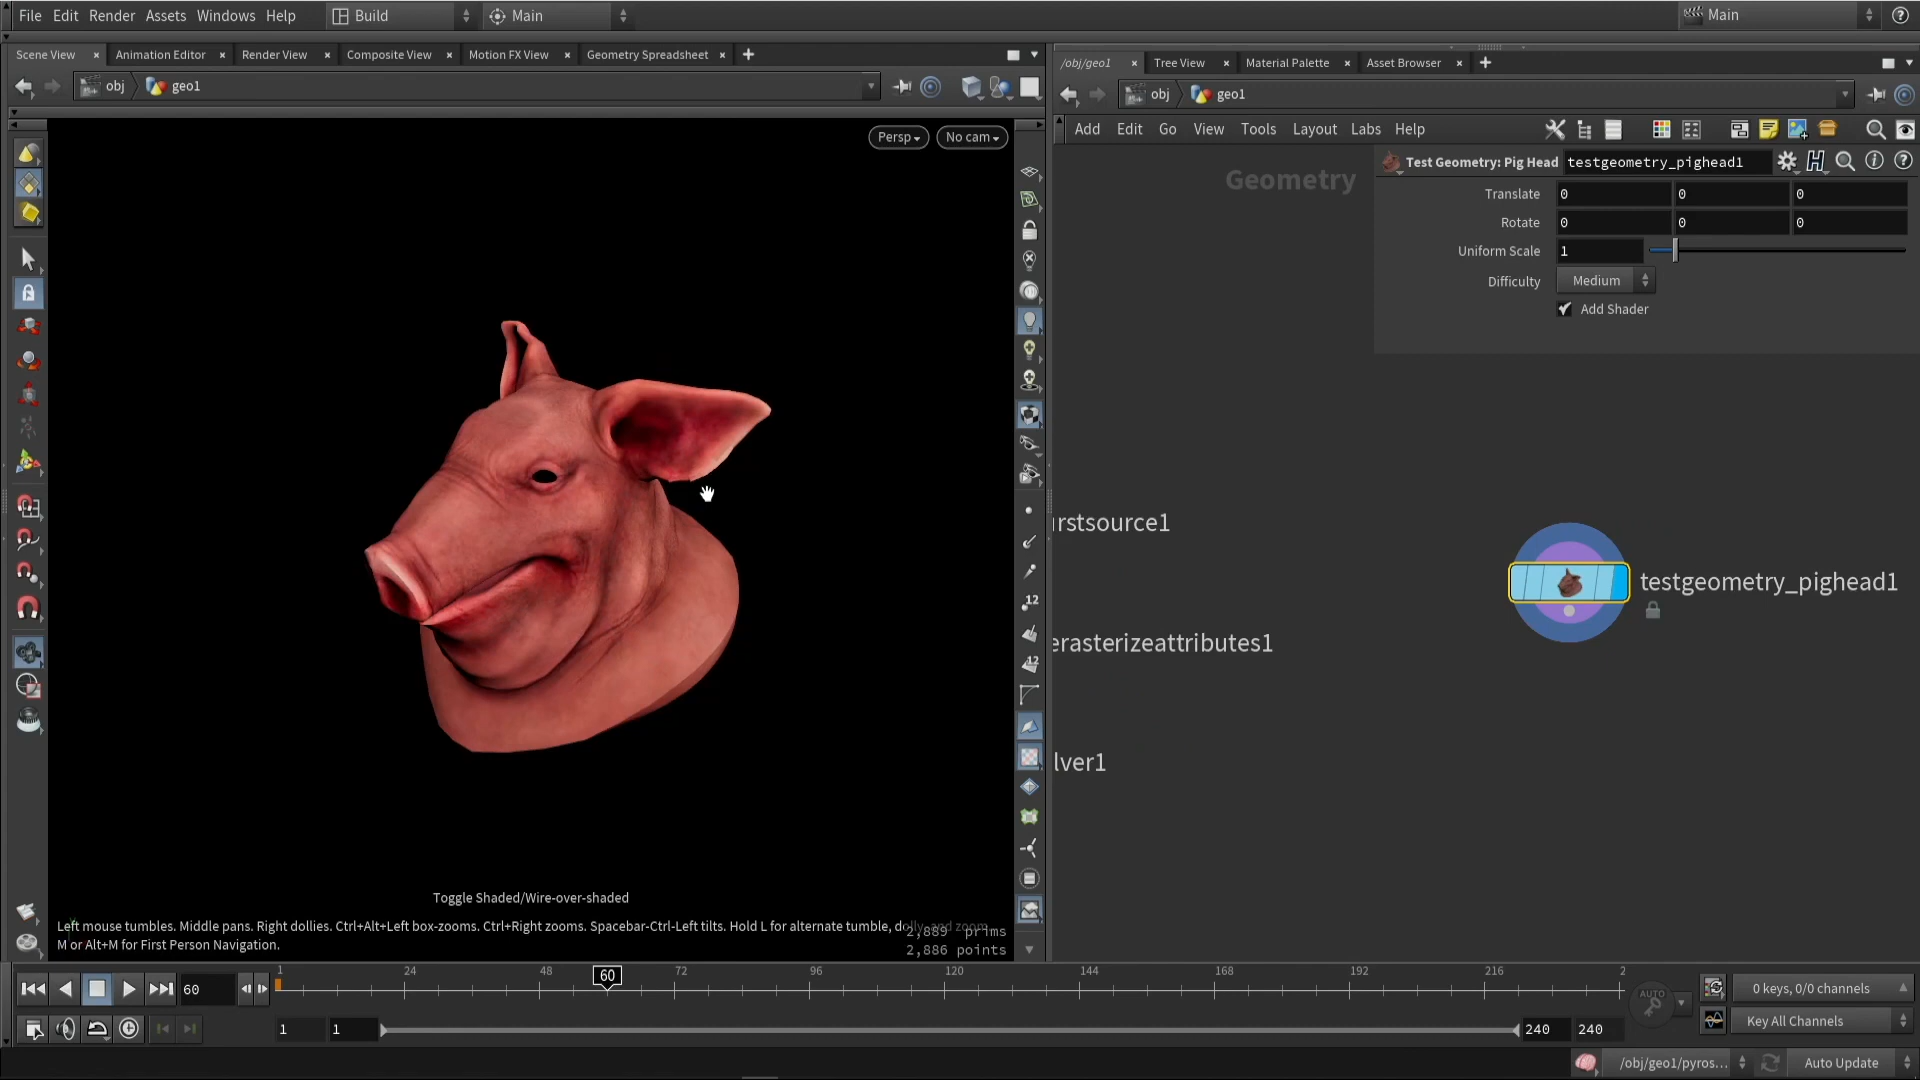 File Edit Render Assets Windows Help
Build
Main
Main
Scene View
Animation Editor
Render View
Composite View
Motion FX View
Geometry Spreadsheet
/obj/geo1
Tree View
Material Palette
Asset Browser
obj
geo1
obj
geo1
Persp
No cam
Add Edit Go View Tools Layout Labs Help
Geometry
Test Geometry: Pig Head
testgeometry_pighead1
Translate
0
0
0
Rotate
0
0
0
Uniform Scale
1
Difficulty
Medium
Add Shader
rstsource1
testgeometry_pighead1
erasterizeattributes1
lver1
12
12
Toggle Shaded/Wire-over-shaded
Left mouse tumbles. Middle pans. Right dollies. Ctrl+Alt+Left box-zooms. Ctrl+Right zooms. Spacebar-Ctrl-Left tilts. Hold L for alternate tumble, dolly, and zoom.
M or Alt+M for First Person Navigation.
2,889 prims
2,886 points
60
1
24
48
60
72
96
120
144
168
192
216
2
AUTO
0 keys, 0/0 channels
1
1
240
240
Key All Channels
/obj/geo1/pyros...
Auto Update